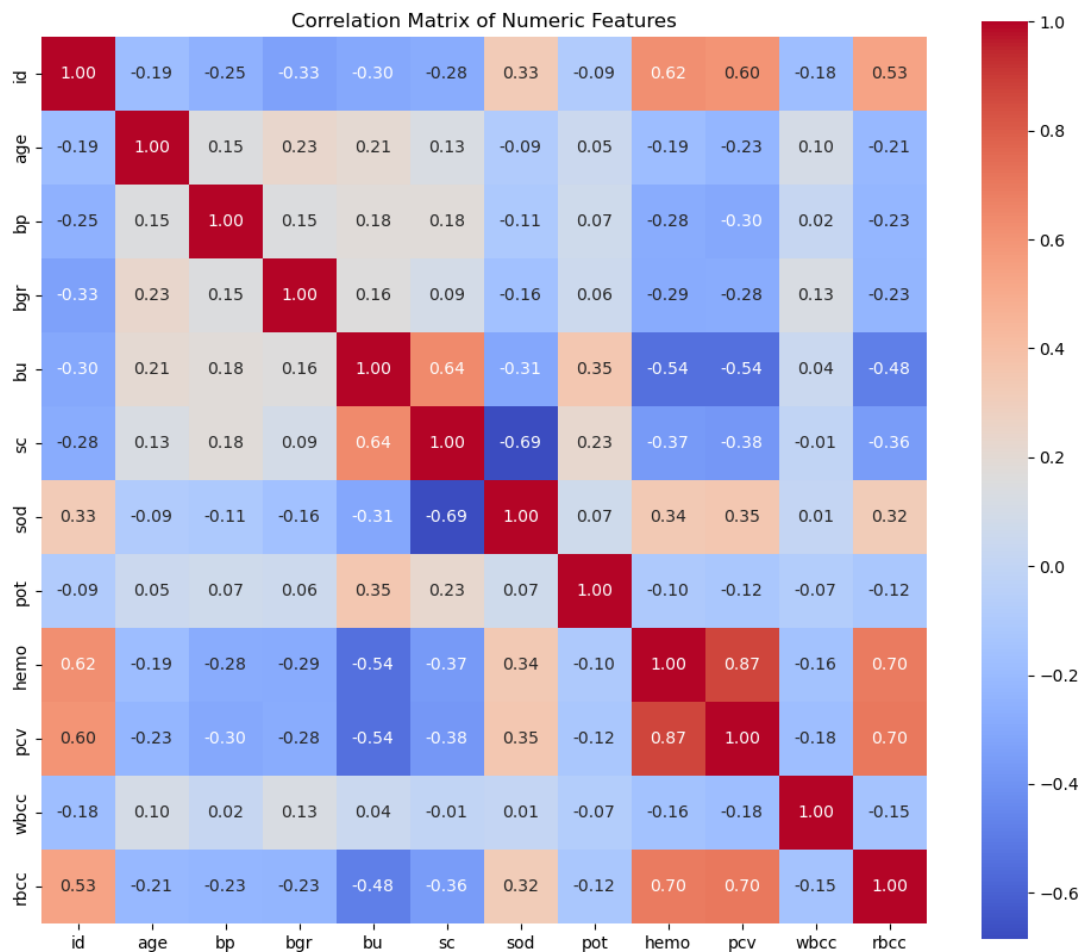 Correlation Matrix of Numeric Features
id 1.00 -0.19 -0.25 -0.33 -0.30 -0.28 0.33 -0.09 0.62 0.60 -0.18 0.53
age -0.19 1.00 0.15 0.23 0.21 0.13 -0.09 0.05 -0.19 -0.23 0.10 -0.21
bp -0.25 0.15 1.00 0.15 0.18 0.18 -0.11 0.07 -0.28 -0.30 0.02 -0.23
bgr -0.33 0.23 0.15 1.00 0.16 0.09 -0.16 0.06 -0.29 -0.28 0.13 -0.23
bu -0.30 0.21 0.18 0.16 1.00 0.64 -0.31 0.35 -0.54 -0.54 0.04 -0.48
sc -0.28 0.13 0.18 0.09 0.64 1.00 -0.69 0.23 -0.37 -0.38 -0.01 -0.36
sod 0.33 -0.09 -0.11 -0.16 -0.31 -0.69 1.00 0.07 0.34 0.35 0.01 0.32
pot -0.09 0.05 0.07 0.06 0.35 0.23 0.07 1.00 -0.10 -0.12 -0.07 -0.12
hemo 0.62 -0.19 -0.28 -0.29 -0.54 -0.37 0.34 -0.10 1.00 0.87 -0.16 0.70
pcv 0.60 -0.23 -0.30 -0.28 -0.54 -0.38 0.35 -0.12 0.87 1.00 -0.18 0.70
wbcc -0.18 0.10 0.02 0.13 0.04 -0.01 0.01 -0.07 -0.16 -0.18 1.00 -0.15
rbcc 0.53 -0.21 -0.23 -0.23 -0.48 -0.36 0.32 -0.12 0.70 0.70 -0.15 1.00
id age bp bgr bu sc sod pot hemo pcv wbcc rbcc
1.0
0.8
0.6
0.4
0.2
0.0
−0.2
−0.4
−0.6